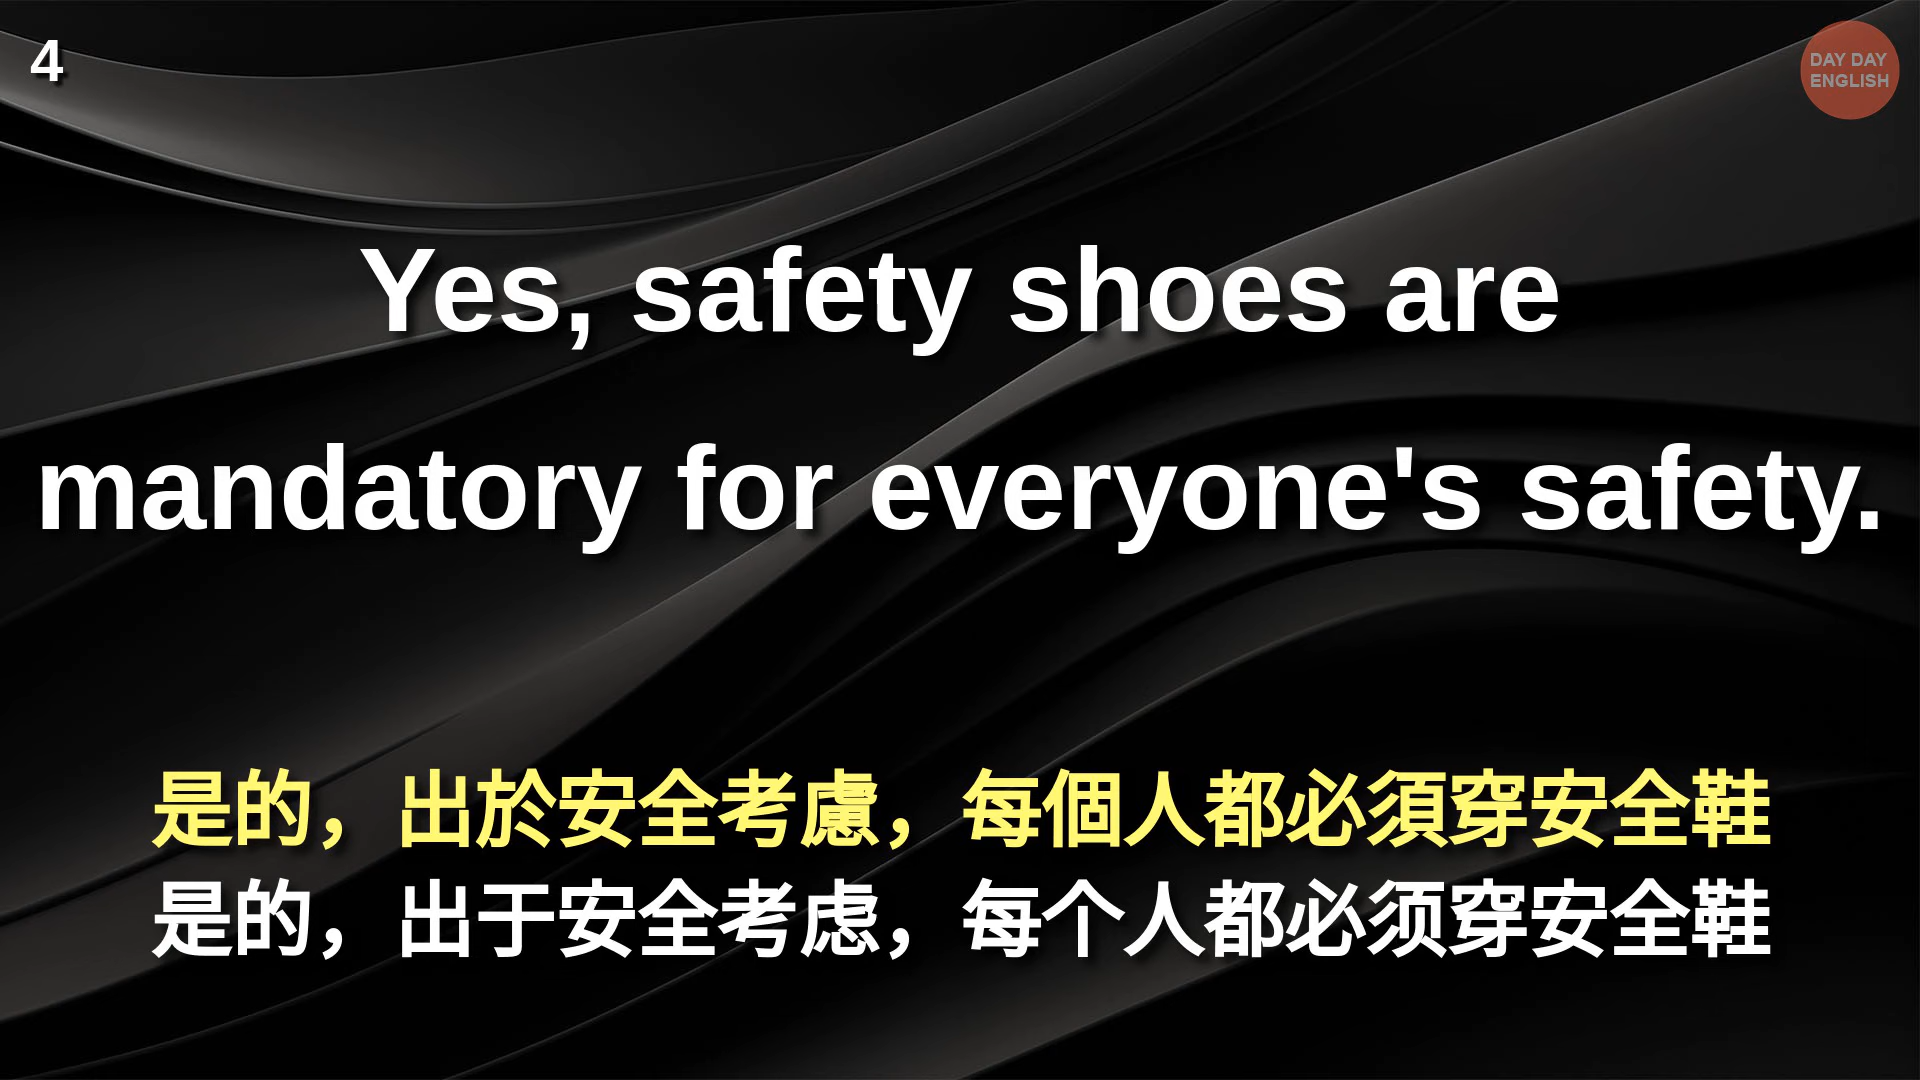 4
DAY DAY
ENGLISH
Yes, safety shoes are
mandatory for everyone's safety.
是的，出於安全考慮，每個人都必須穿安全鞋
是的，出于安全考虑，每个人都必须穿安全鞋